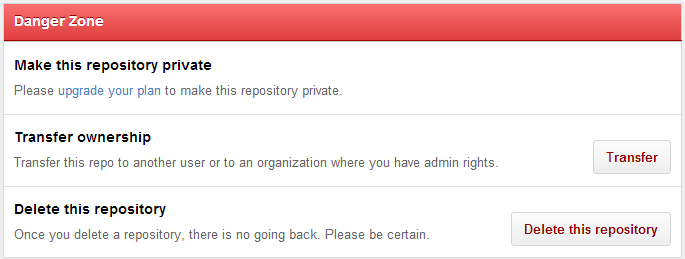 Danger Zone
Make this repository private
Please upgrade your plan to make this repository private.
Transfer ownership
Transfer this repo to another user or to an organization where you have admin rights.
Transfer
Delete this repository
Once you delete a repository, there is no going back. Please be certain.
Delete this repository